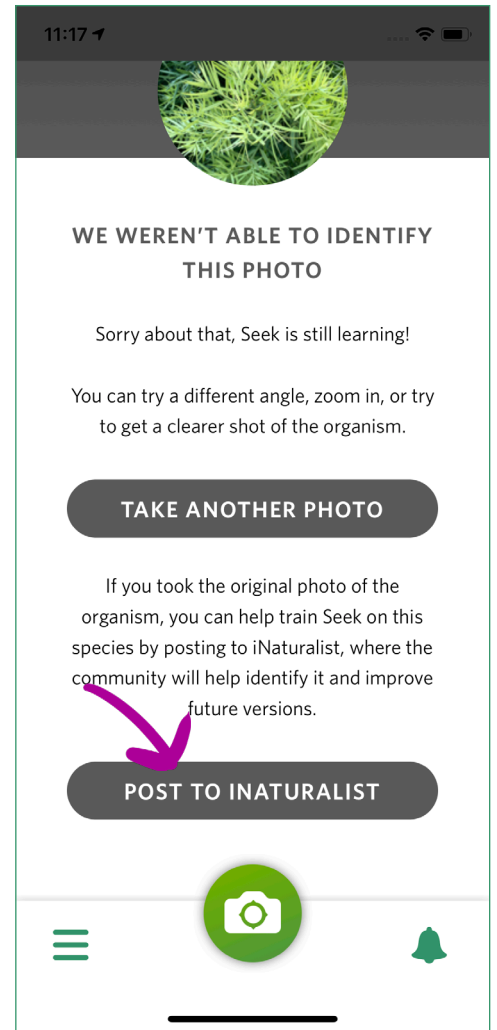 11:17
WE WEREN’T ABLE TO IDENTIFY
THIS PHOTO
Sorry about that, Seek is still learning!
You can try a different angle, zoom in, or try
to get a clearer shot of the organism.
TAKE ANOTHER PHOTO
If you took the original photo of the
organism, you can help train Seek on this
species by posting to iNaturalist, where the
community will help identify it and improve
future versions.
POST TO INATURALIST